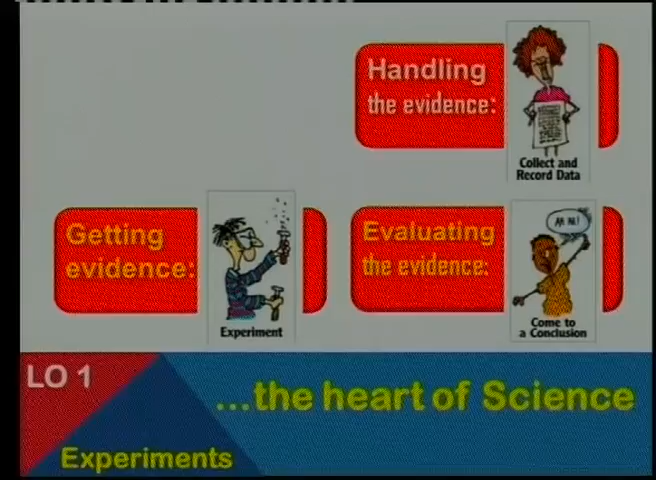 Handling
the evidence:
Collect and
Record Data
Getting
evidence:
Experiment
Evaluating
the evidence:
AH HA!
Come to
a Conclusion
LO 1
...the heart of Science
Experiments